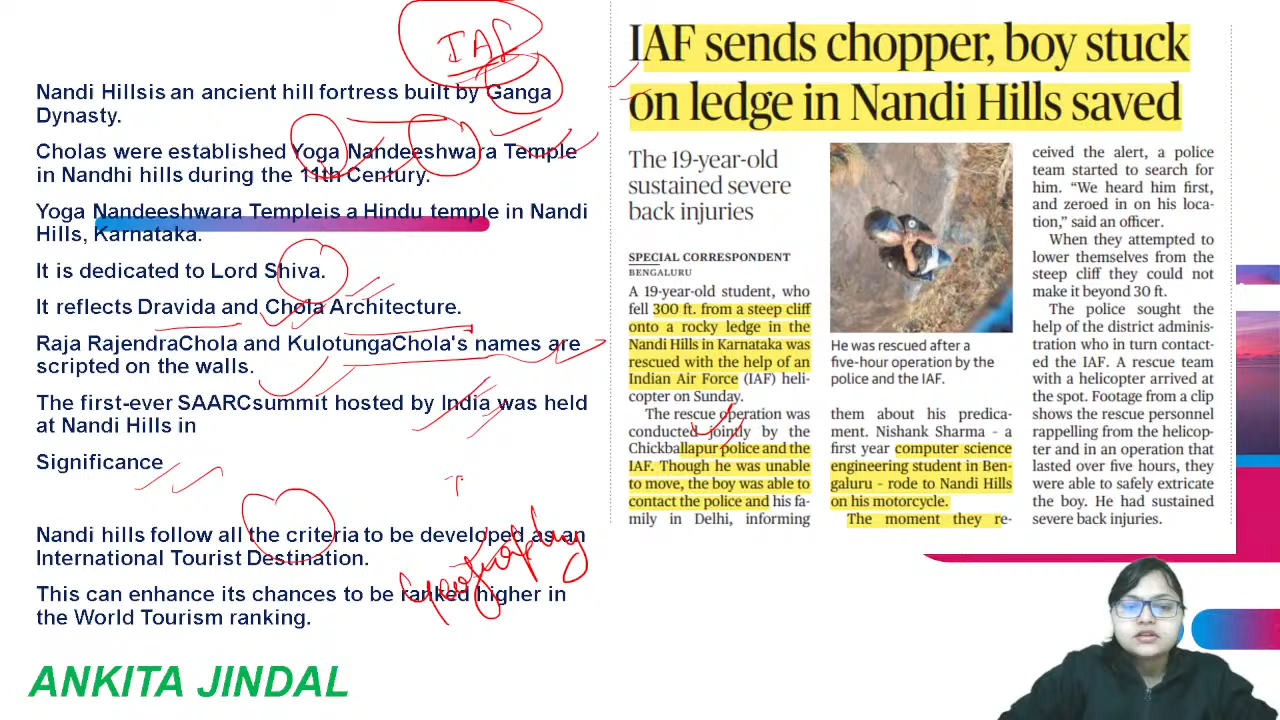 IAF
Nandi Hillsis an ancient hill fortress built by Ganga
Dynasty.
Cholas were established Yoga Nandeeshwara Temple
in Nandhi hills during the 11th Century.
Yoga Nandeeshwara Templeis a Hindu temple in Nandi
Hills, Karnataka.
It is dedicated to Lord Shiva.
It reflects Dravida and Chola Architecture.
Raja RajendraChola and KulotungaChola's names are
scripted on the walls.
The first-ever SAARCsummit hosted by India was held
at Nandi Hills in
Significance
Nandi hills follow all the criteria to be developed as an
International Tourist Destination.
Geography
This can enhance its chances to be ranked higher in
the World Tourism ranking.
ANKITA JINDAL
IAF sends chopper, boy stuck
on ledge in Nandi Hills saved
The 19-year-old
sustained severe
back injuries
SPECIAL CORRESPONDENT
BENGALURU
A 19-year-old student, who
fell 300 ft. from a steep cliff
onto a rocky ledge in the
Nandi Hills in Karnataka was
rescued with the help of an
Indian Air Force (IAF) heli-
copter on Sunday.
The rescue operation was
conducted jointly by the
Chickballapur police and the
IAF. Though he was unable
to move, the boy was able to
contact the police and his fa-
mily in Delhi, informing
He was rescued after a
five-hour operation by the
police and the IAF.
them about his predica-
ment. Nishank Sharma - a
first year computer science
engineering student in Ben-
galuru - rode to Nandi Hills
on his motorcycle.
The moment they re-
ceived the alert, a police
team started to search for
him. “We heard him first,
and zeroed in on his loca-
tion,” said an officer.
When they attempted to
lower themselves from the
steep cliff they could not
make it beyond 30 ft.
The police sought the
help of the district adminis-
tration who in turn contact-
ed the IAF. A rescue team
with a helicopter arrived at
the spot. Footage from a clip
shows the rescue personnel
rappelling from the helicop-
ter and in an operation that
lasted over five hours, they
were able to safely extricate
the boy. He had sustained
severe back injuries.